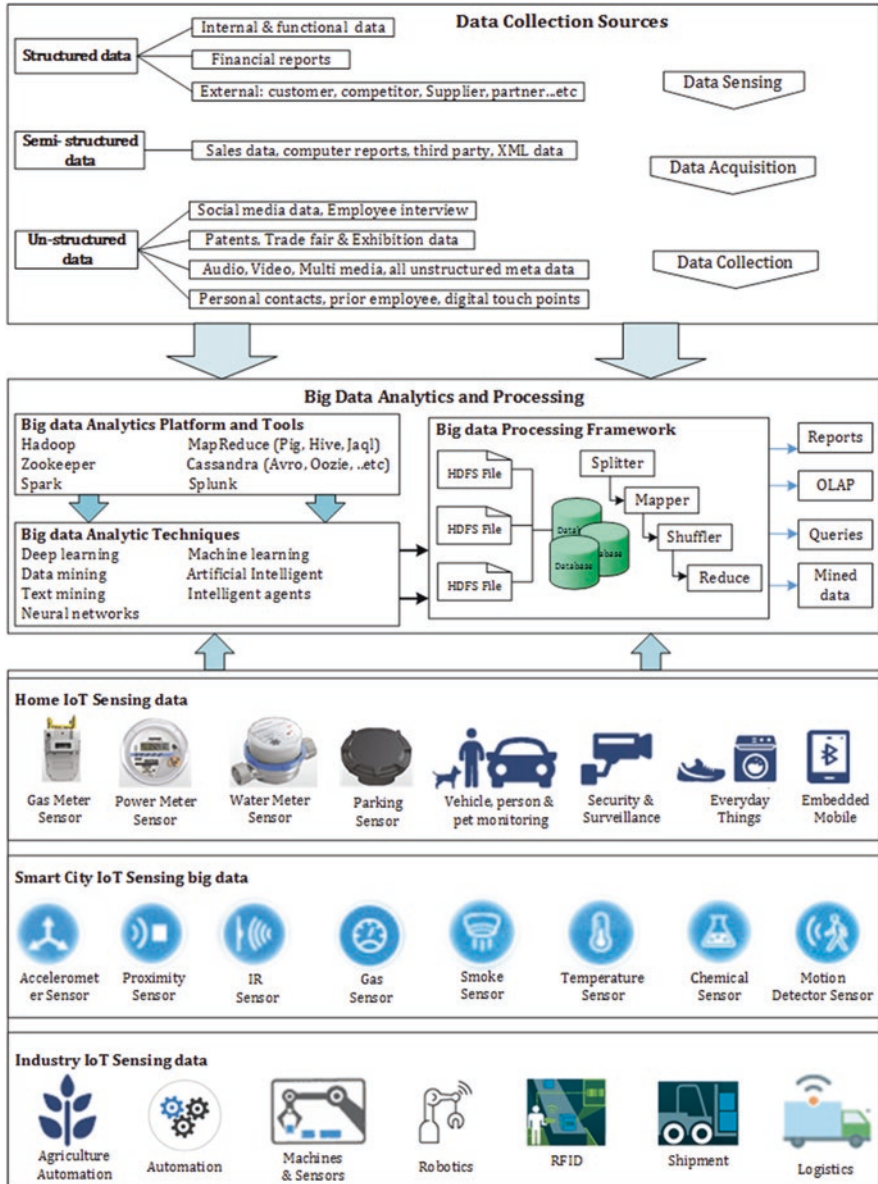 Data Collection Sources
Structured data
Internal & functional data
Financial reports
External: customer, competitor, Supplier, partner...etc
Semi- structured
data
Sales data, computer reports, third party, XML data
Un-structured
data
Social media data, Employee interview
Patents, Trade fair & Exhibition data
Audio, Video, Multi media, all unstructured meta data
Personal contacts, prior employee, digital touch points
Data Sensing
Data Acquisition
Data Collection
Big Data Analytics and Processing
Big data Analytics Platform and Tools
Hadoop
MapReduce (Pig, Hive, Jaql)
Zookeeper
Cassandra (Avro, Oozie, ..etc)
Spark
Splunk
Big data Analytic Techniques
Deep learning
Machine learning
Data mining
Artificial Intelligent
Text mining
Intelligent agents
Neural networks
Big data Processing Framework
HDFS File
HDFS File
HDFS File
Database
Splitter
Mapper
Shuffler
Reduce
Reports
OLAP
Queries
Mined
data
Home IoT Sensing data
Gas Meter
Sensor
Power Meter
Sensor
Water Meter
Sensor
Parking
Sensor
Vehicle, person &
pet monitoring
Security &
Surveillance
Everyday
Things
Embedded
Mobile
Smart City IoT Sensing big data
Acceleromet
er Sensor
Proximity
Sensor
IR
Sensor
Gas
Sensor
Smoke
Sensor
Temperature
Sensor
Chemical
Sensor
Motion
Detector Sensor
Industry IoT Sensing data
Agriculture
Automation
Automation
Machines
& Sensors
Robotics
RFID
Shipment
Logistics